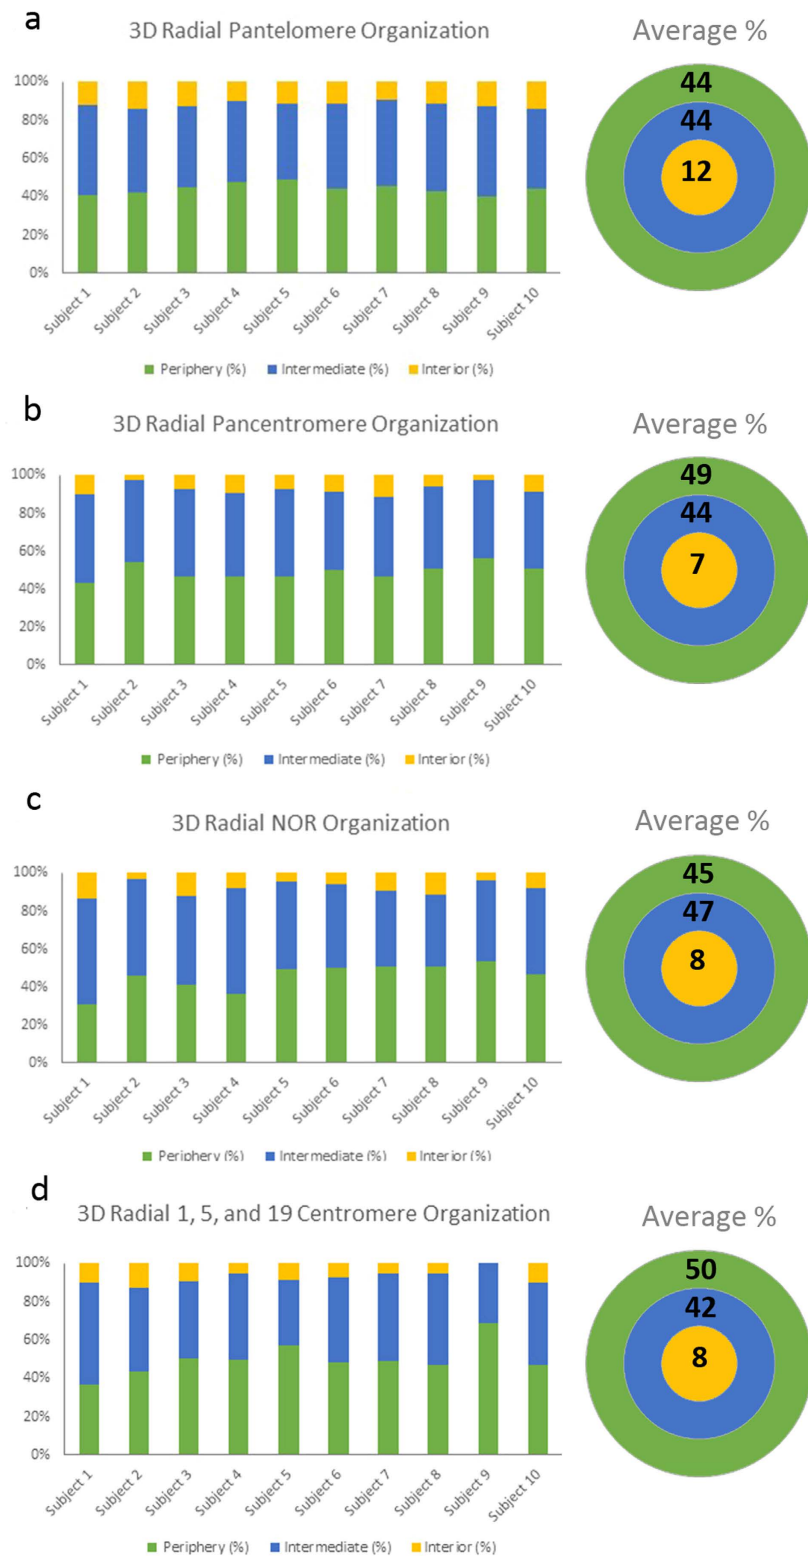 a
3D Radial Pantelomere Organization
Average %
100%
80%
60%
40%
20%
0%
Subject 1
Subject 2
Subject 3
Subject 4
Subject 5
Subject 6
Subject 7
Subject 8
Subject 9
Subject 10
Periphery (%) Intermediate (%) Interior (%)
44
44
12
b
3D Radial Pancentromere Organization
Average %
100%
80%
60%
40%
20%
0%
Subject 1
Subject 2
Subject 3
Subject 4
Subject 5
Subject 6
Subject 7
Subject 8
Subject 9
Subject 10
Periphery (%) Intermediate (%) Interior (%)
49
44
7
c
3D Radial NOR Organization
Average %
100%
80%
60%
40%
20%
0%
Subject 1
Subject 2
Subject 3
Subject 4
Subject 5
Subject 6
Subject 7
Subject 8
Subject 9
Subject 10
Periphery (%) Intermediate (%) Interior (%)
45
47
8
d
3D Radial 1, 5, and 19 Centromere Organization
Average %
100%
80%
60%
40%
20%
0%
Subject 1
Subject 2
Subject 3
Subject 4
Subject 5
Subject 6
Subject 7
Subject 8
Subject 9
Subject 10
Periphery (%) Intermediate (%) Interior (%)
50
42
8